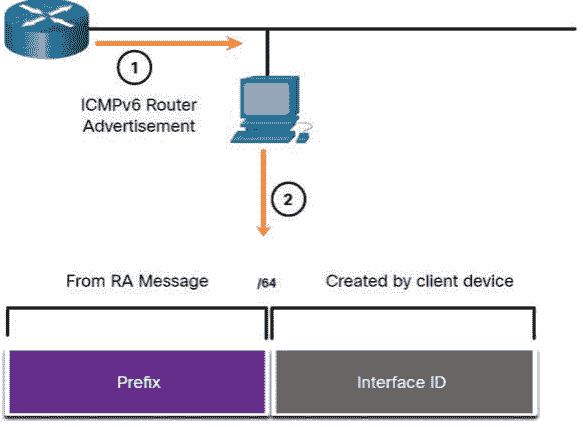 1
ICMPv6 Router
Advertisement
2
From RA Message /64 Created by client device
Prefix Interface ID